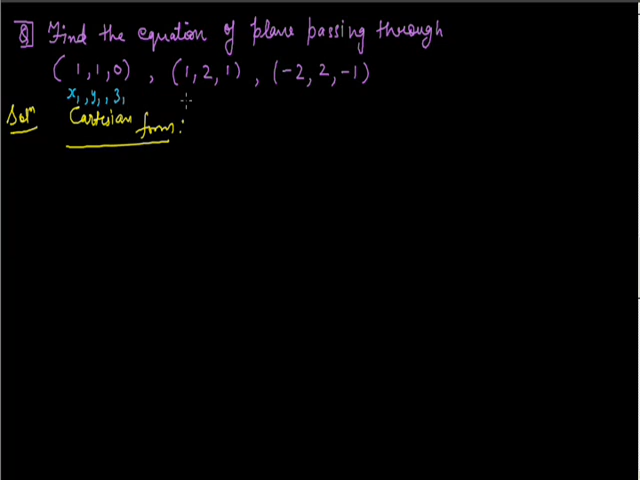 Q Find the equation of plane passing through
(1,1,0) , (1,2,1) , (-2,2,-1)
x₁,y₁,z₁
Solⁿ Cartesian form: